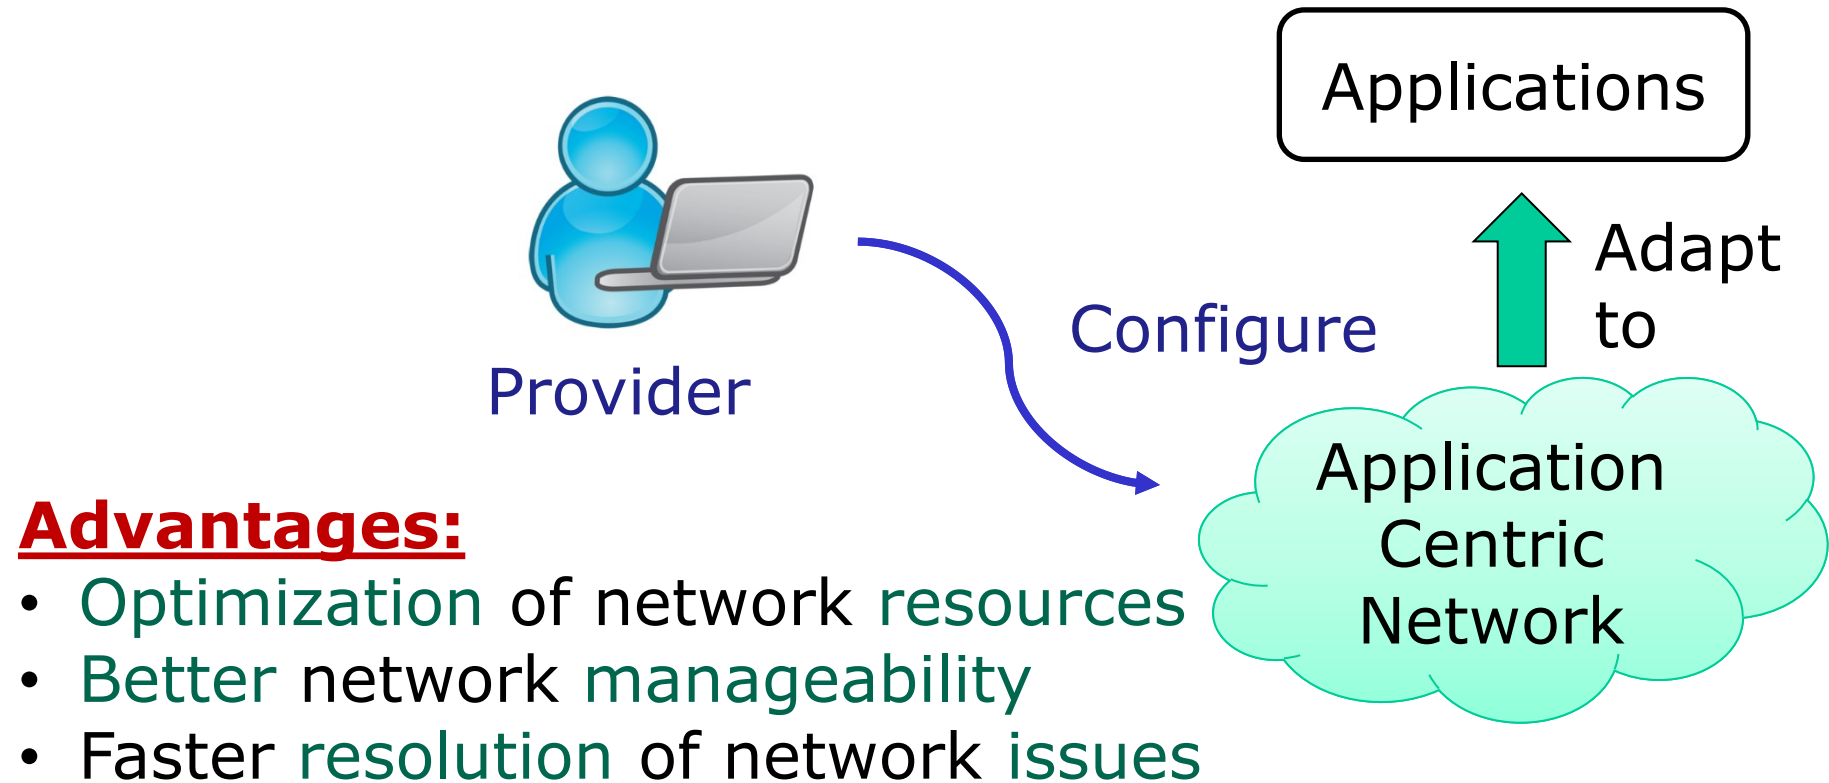 Applications
Adapt
to
Configure
Provider
Application
Centric
Network
Advantages:
• Optimization of network resources
• Better network manageability
• Faster resolution of network issues